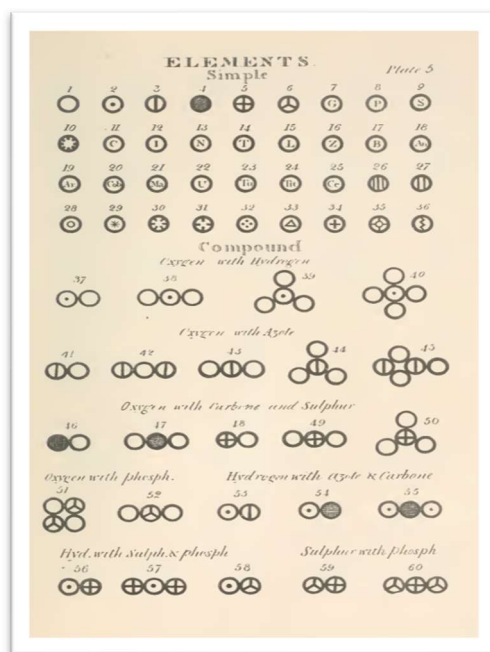 ELEMENTS.
Simple
Plate 5
1 2 3 4 5 6 7 8 9
G P S
10 11 12 13 14 15 16 17 18
C I N T L Z B
19 20 21 22 23 24 25 26 27
U Ce
28 29 30 31 32 33 34 35 36
Compound
Oxygen with Hydrogen
37 38 39 40
Oxygen with Azote
41 42 43 44 45
Oxygen with Carbone and Sulphur
46 47 48 49 50
Oxygen with phosph. Hydrogen with Azote & Carbone
51 52 53 54 55
Hyd. with Sulph. & phosph Sulphur with Phosph
56 57 58 59 60